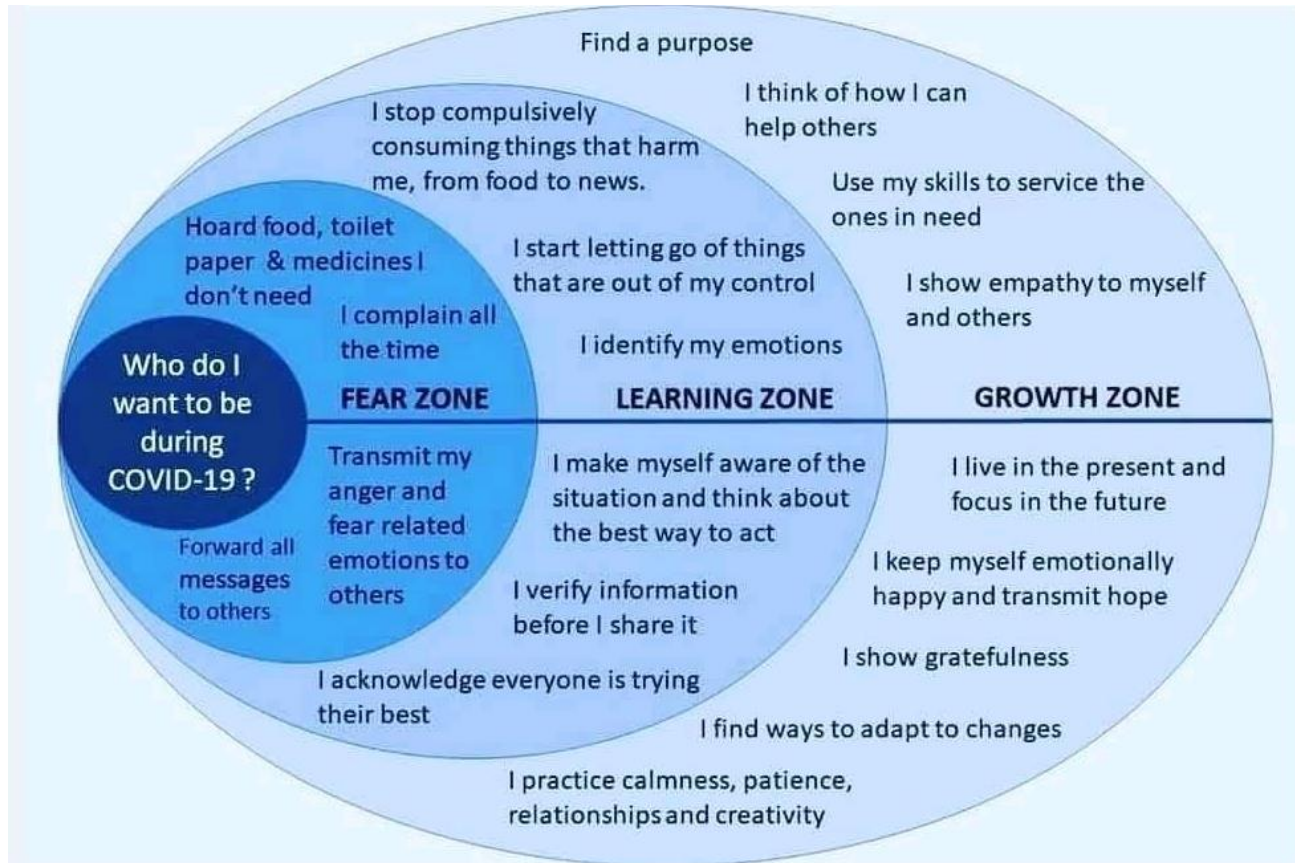 Find a purpose
I think of how I can
help others
Use my skills to service the
ones in need
I show empathy to myself
and others
GROWTH ZONE
I live in the present and
focus in the future
I keep myself emotionally
happy and transmit hope
I show gratefulness
I find ways to adapt to changes
I practice calmness, patience,
relationships and creativity
I stop compulsively
consuming things that harm
me, from food to news.
I start letting go of things
that are out of my control
I identify my emotions
LEARNING ZONE
I make myself aware of the
situation and think about
the best way to act
I verify information
before I share it
I acknowledge everyone is trying
their best
Hoard food, toilet
paper & medicines I
don't need
I complain all
the time
FEAR ZONE
Transmit my
anger and
fear related
emotions to
others
Forward all
messages
to others
Who do I
want to be
during
COVID-19 ?